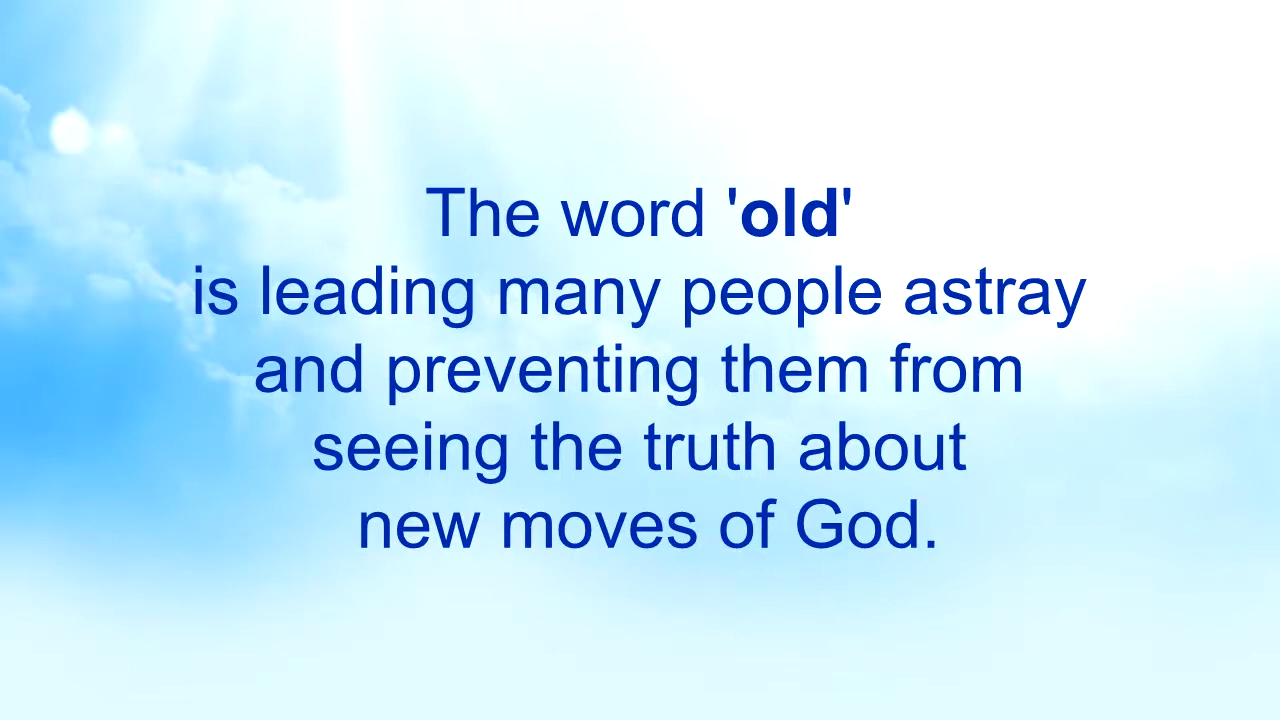 The word 'old'
is leading many people astray
and preventing them from
seeing the truth about
new moves of God.